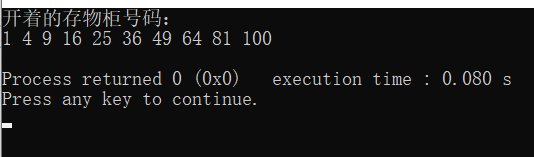 开着的存物柜号码：
1 4 9 16 25 36 49 64 81 100
Process returned 0 (0x0)   execution time : 0.080 s
Press any key to continue.